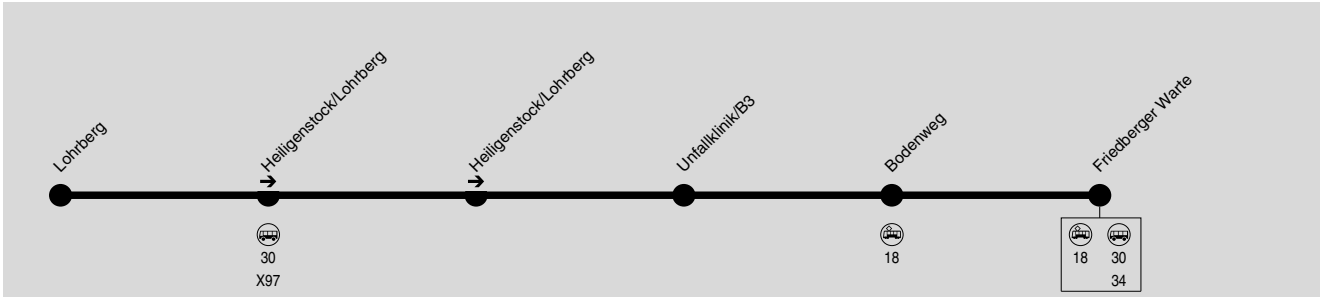 Lohrberg
Heiligenstock/Lohrberg
Heiligenstock/Lohrberg
Unfallklinik/B3
Bodenweg
Friedberger Warte
30
X97
18
18 30
34